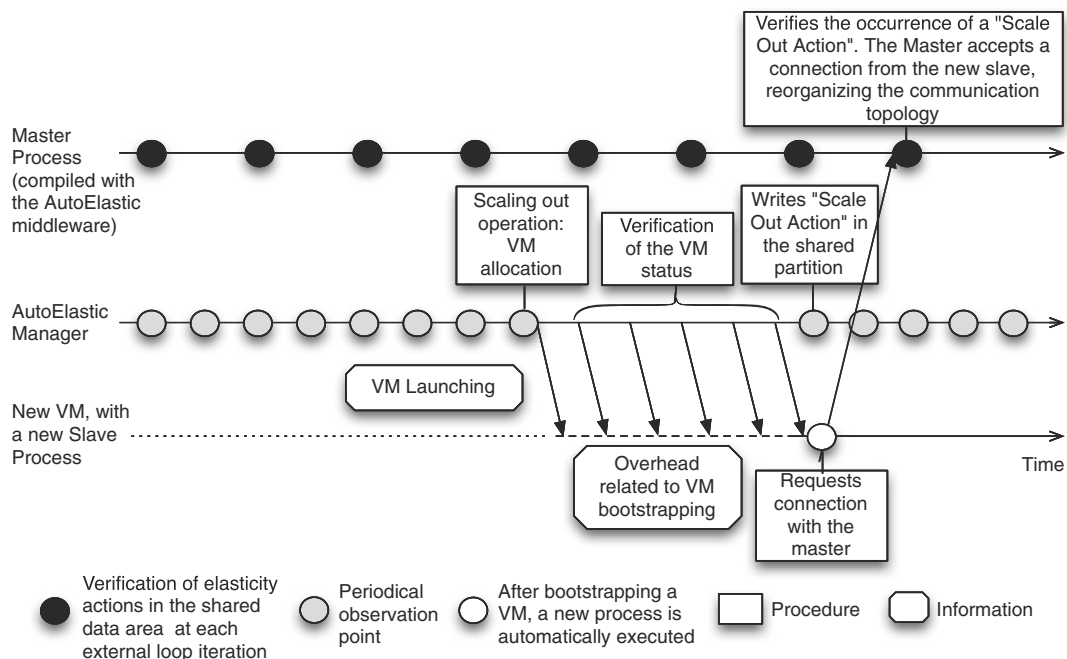 Verifies the occurrence of a "Scale
Out Action". The Master accepts a
connection from the new slave,
reorganizing the communication
topology
Master
Process
(compiled with
the AutoElastic
middleware)
Scaling out
operation:
VM
allocation
Verification
of the VM
status
Writes "Scale
Out Action" in
the shared
partition
AutoElastic
Manager
VM Launching
New VM, with
a new Slave
Process
Time
Overhead
related to VM
bootstrapping
Requests
connection
with the
master
Verification of elasticity
actions in the shared
data area at each
external loop iteration
Periodical
observation
point
After bootstrapping a
VM, a new process is
automatically executed
Procedure
Information